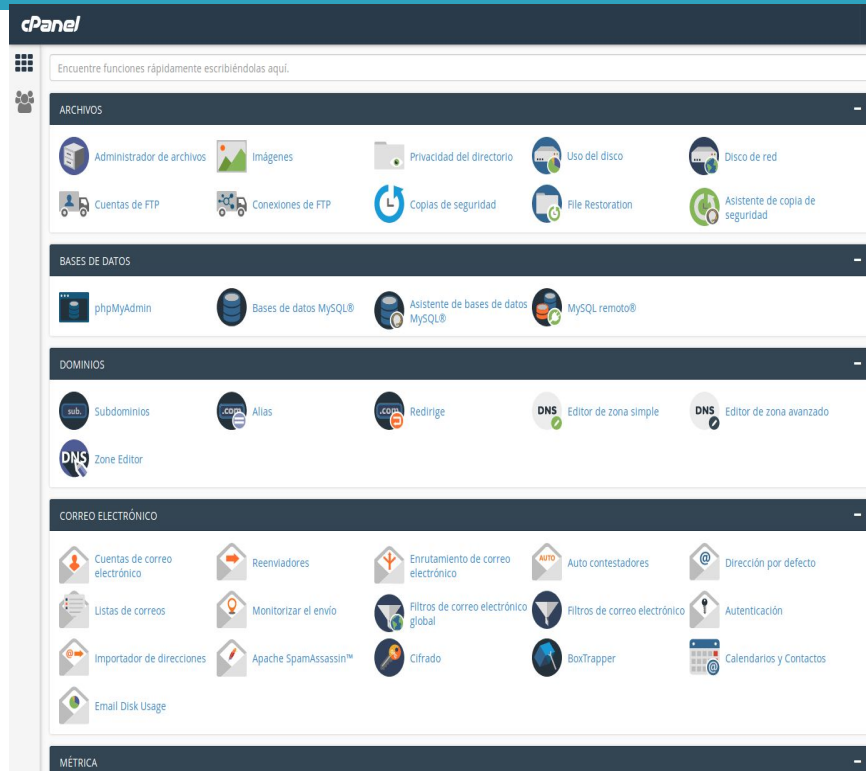 cPanel
Encuentre funciones rápidamente escribiéndolas aquí.
ARCHIVOS
Administrador de archivos
Imágenes
Privacidad del directorio
Uso del disco
Disco de red
Cuentas de FTP
Conexiones de FTP
Copias de seguridad
File Restoration
Asistente de copia de
seguridad
BASES DE DATOS
phpMyAdmin
Bases de datos MySQL®
Asistente de bases de datos
MySQL®
MySQL remoto®
DOMINIOS
sub.
Subdominios
.com
Alias
.com
Redirige
DNS
Editor de zona simple
DNS
Editor de zona avanzado
DNS
Zone Editor
CORREO ELECTRÓNICO
Cuentas de correo
electrónico
Reenviadores
Enrutamiento de correo
electrónico
AUTO
Auto contestadores
@
Dirección por defecto
Listas de correos
Monitorizar el envío
Filtros de correo electrónico
global
Filtros de correo electrónico
Autenticación
@
Importador de direcciones
Apache SpamAssassin™
Cifrado
BoxTrapper
@
Calendarios y Contactos
Email Disk Usage
MÉTRICA